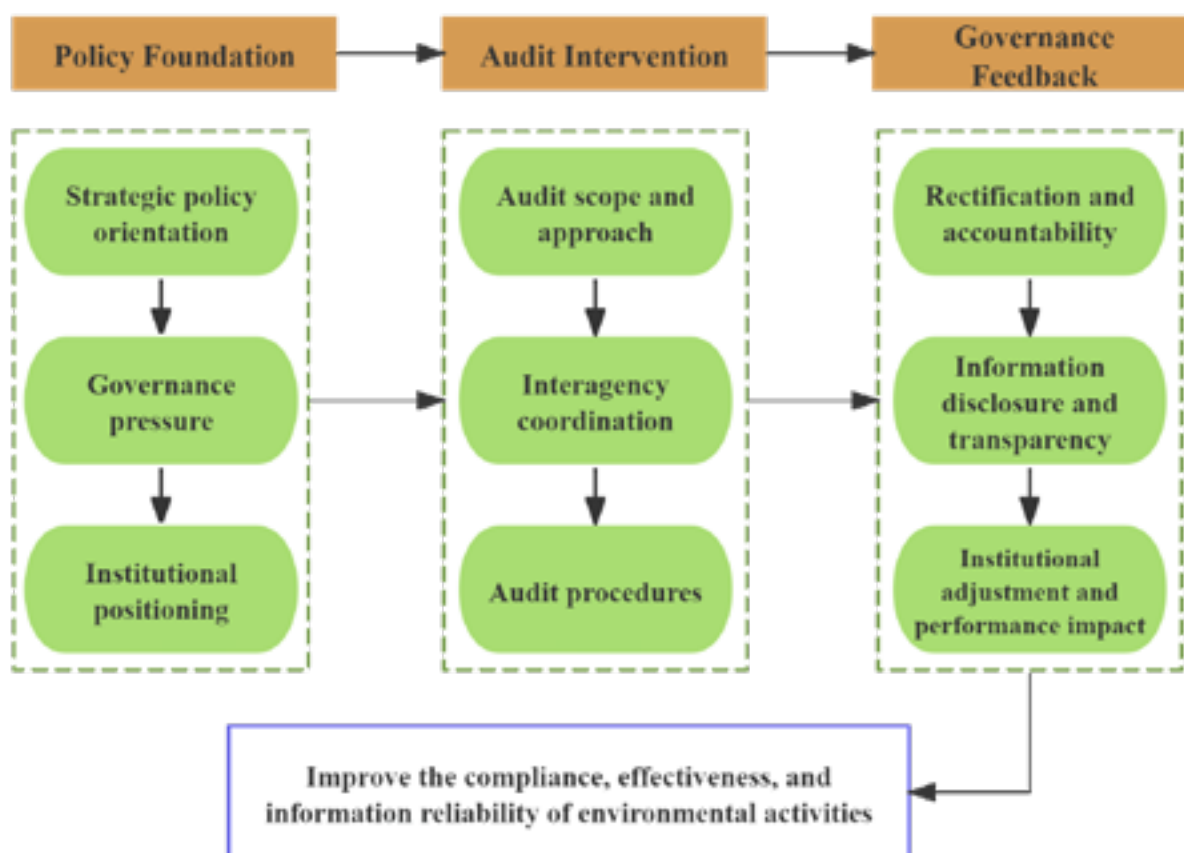 Policy Foundation
Audit Intervention
Governance
Feedback
Strategic policy
orientation
Governance
pressure
Institutional
positioning
Audit scope and
approach
Interagency
coordination
Audit procedures
Rectification and
accountability
Information
disclosure and
transparency
Institutional
adjustment and
performance impact
Improve the compliance, effectiveness, and
information reliability of environmental activities